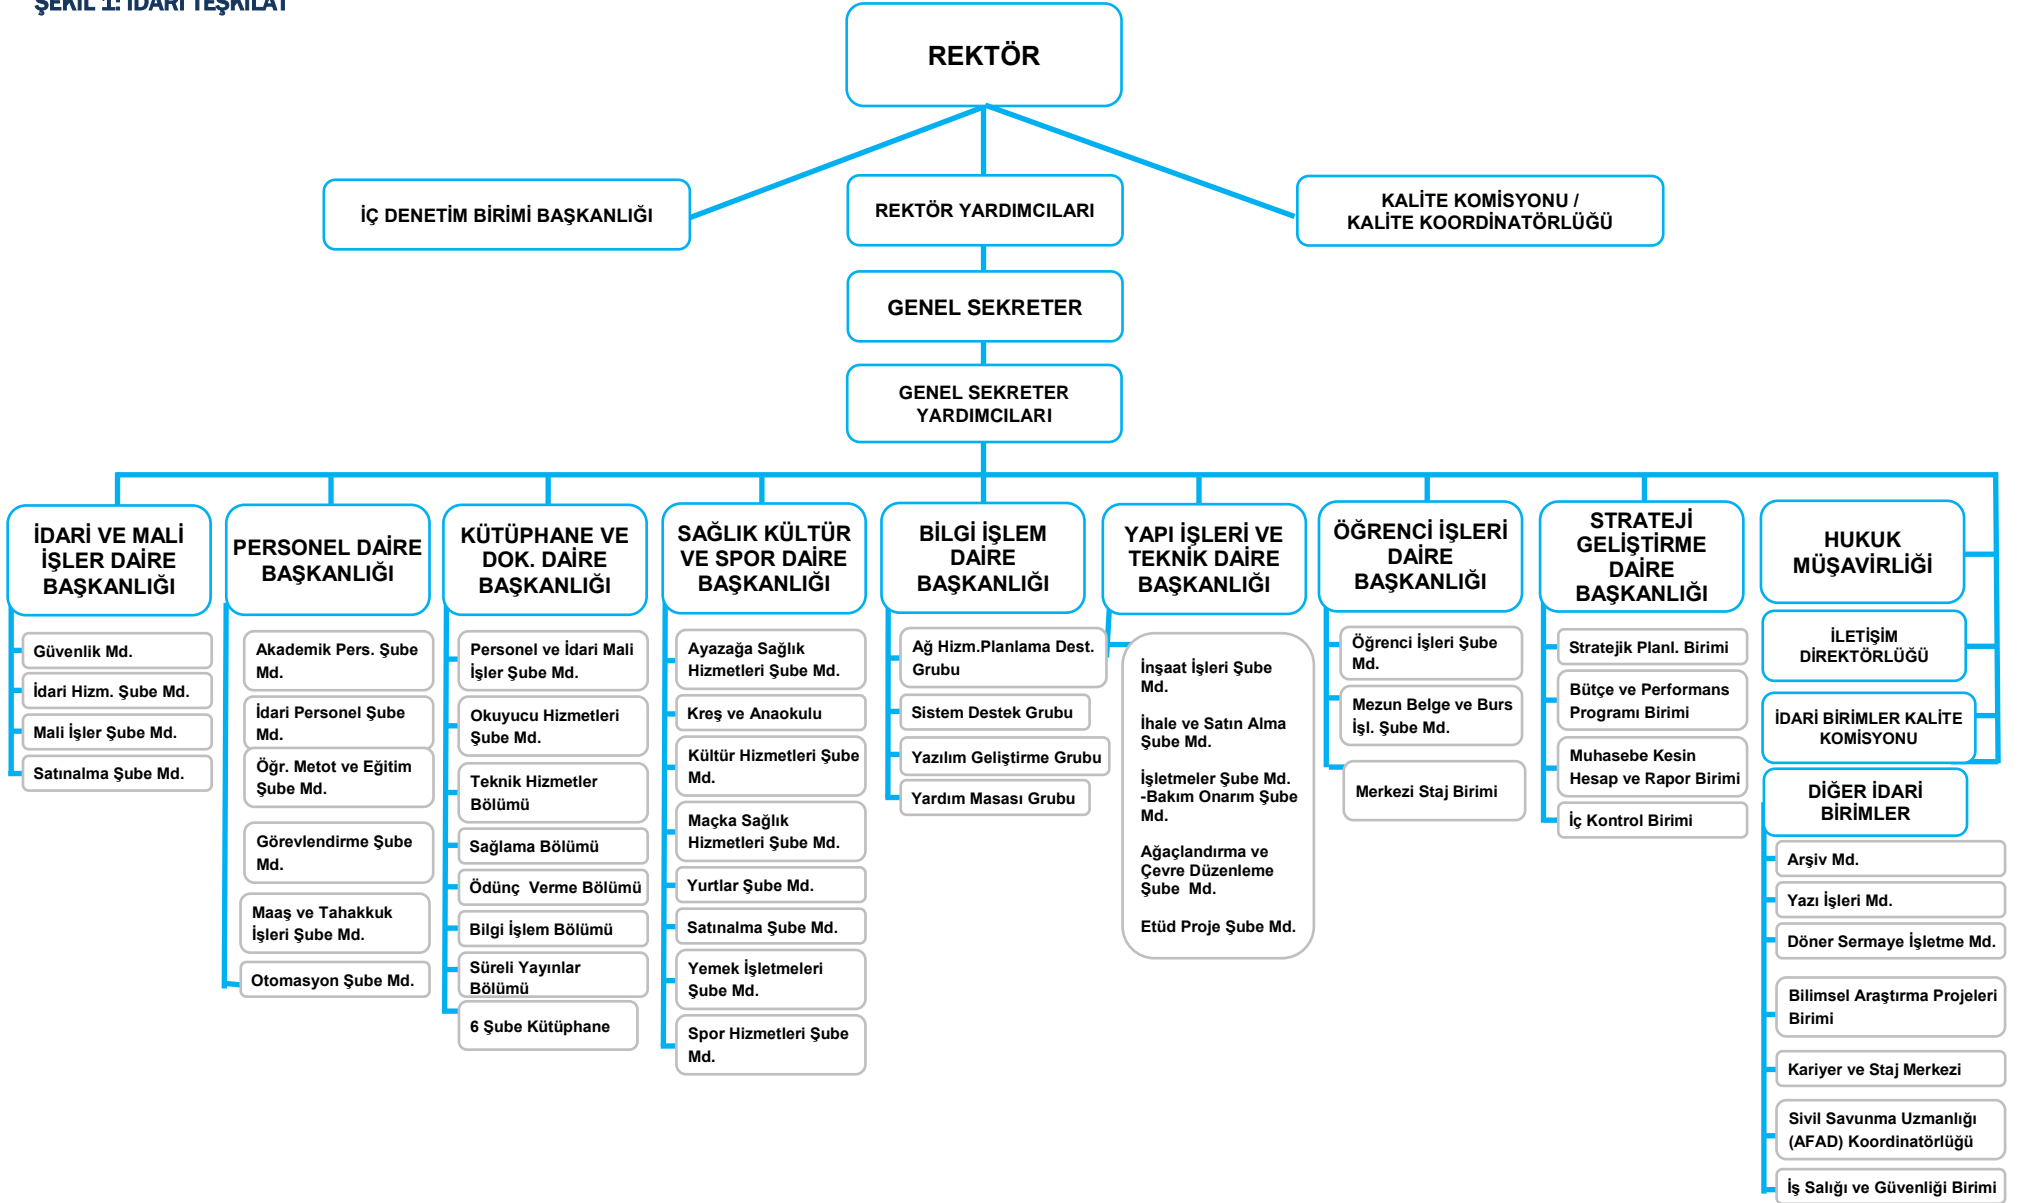 ŞEKİL 1: İDARİ TEŞKİLAT
REKTÖR
İÇ DENETİM BİRİMİ BAŞKANLIĞI
REKTÖR YARDIMCILARI
KALİTE KOMİSYONU /
KALİTE KOORDİNATÖRLÜĞÜ
GENEL SEKRETER
GENEL SEKRETER
YARDIMCILARI
İDARİ VE MALİ
İŞLER DAİRE
BAŞKANLIĞI
Güvenlik Md.
İdari Hizm. Şube Md.
Mali İşler Şube Md.
Satınalma Şube Md.
PERSONEL DAİRE
BAŞKANLIĞI
Akademik Pers. Şube
Md.
İdari Personel Şube
Md.
Öğr. Metot ve Eğitim
Şube Md.
Görevlendirme Şube
Md.
Maaş ve Tahakkuk
İşleri Şube Md.
Otomasyon Şube Md.
KÜTÜPHANE VE
DOK. DAİRE
BAŞKANLIĞI
Personel ve İdari Mali
İşler Şube Md.
Okuyucu Hizmetleri
Şube Md.
Teknik Hizmetler
Bölümü
Sağlama Bölümü
Ödünç  Verme Bölümü
Bilgi İşlem Bölümü
Süreli Yayınlar
Bölümü
6 Şube Kütüphane
SAĞLIK KÜLTÜR
VE SPOR DAİRE
BAŞKANLIĞI
Ayazağa Sağlık
Hizmetleri Şube Md.
Kreş ve Anaokulu
Kültür Hizmetleri Şube
Md.
Maçka Sağlık
Hizmetleri Şube Md.
Yurtlar Şube Md.
Satınalma Şube Md.
Yemek İşletmeleri
Şube Md.
Spor Hizmetleri Şube
Md.
BİLGİ İŞLEM
DAİRE
BAŞKANLIĞI
Ağ Hizm.Planlama Dest.
Grubu
Sistem Destek Grubu
Yazılım Geliştirme Grubu
Yardım Masası Grubu
YAPI İŞLERİ VE
TEKNİK DAİRE
BAŞKANLIĞI
İnşaat İşleri Şube
Md.
İhale ve Satın Alma
Şube Md.
İşletmeler Şube Md.
-Bakım Onarım Şube
Md.
Ağaçlandırma ve
Çevre Düzenleme
Şube  Md.
Etüd Proje Şube Md.
ÖĞRENCİ İŞLERİ
DAİRE
BAŞKANLIĞI
Öğrenci İşleri Şube
Md.
Mezun Belge ve Burs
İşl. Şube Md.
Merkezi Staj Birimi
STRATEJİ
GELİŞTİRME
DAİRE
BAŞKANLIĞI
Stratejik Planl. Birimi
Bütçe ve Performans
Programı Birimi
Muhasebe Kesin
Hesap ve Rapor Birimi
İç Kontrol Birimi
HUKUK
MÜŞAVİRLİĞİ
İLETİŞİM
DİREKTÖRLÜĞÜ
İDARİ BİRİMLER KALİTE
KOMİSYONU
DİĞER İDARİ
BİRİMLER
Arşiv Md.
Yazı İşleri Md.
Döner Sermaye İşletme Md.
Bilimsel Araştırma Projeleri
Birimi
Kariyer ve Staj Merkezi
Sivil Savunma Uzmanlığı
(AFAD) Koordinatörlüğü
İş Salığı ve Güvenliği Birimi